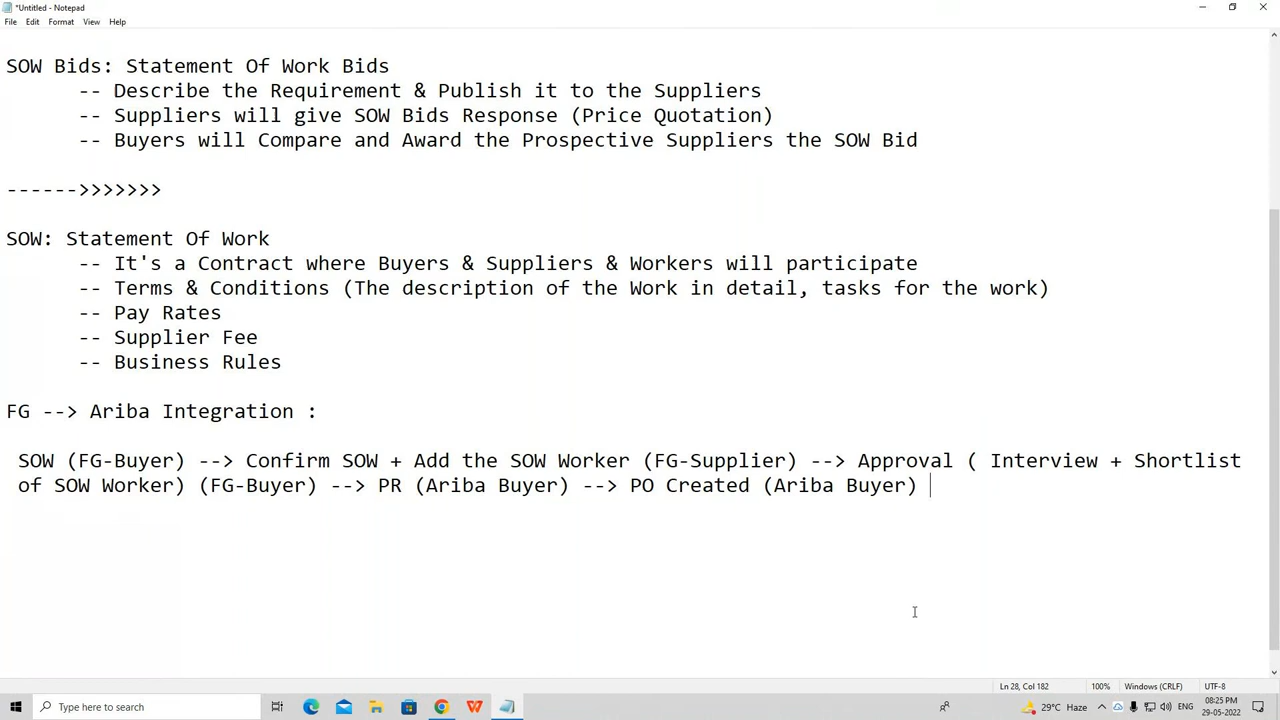 *Untitled - Notepad
File Edit Format View Help
SOW Bids: Statement Of Work Bids
-- Describe the Requirement & Publish it to the Suppliers
-- Suppliers will give SOW Bids Response (Price Quotation)
-- Buyers will Compare and Award the Prospective Suppliers the SOW Bid
------>>>>>>>
SOW: Statement Of Work
-- It's a Contract where Buyers & Suppliers & Workers will participate
-- Terms & Conditions (The description of the Work in detail, tasks for the work)
-- Pay Rates
-- Supplier Fee
-- Business Rules
FG --> Ariba Integration :
SOW (FG-Buyer) --> Confirm SOW + Add the SOW Worker (FG-Supplier) --> Approval ( Interview + Shortlist
of SOW Worker) (FG-Buyer) --> PR (Ariba Buyer) --> PO Created (Ariba Buyer)
Ln 28, Col 182 100% Windows (CRLF) UTF-8
Type here to search 29°C Haze ENG 08:25 PM
29-05-2022